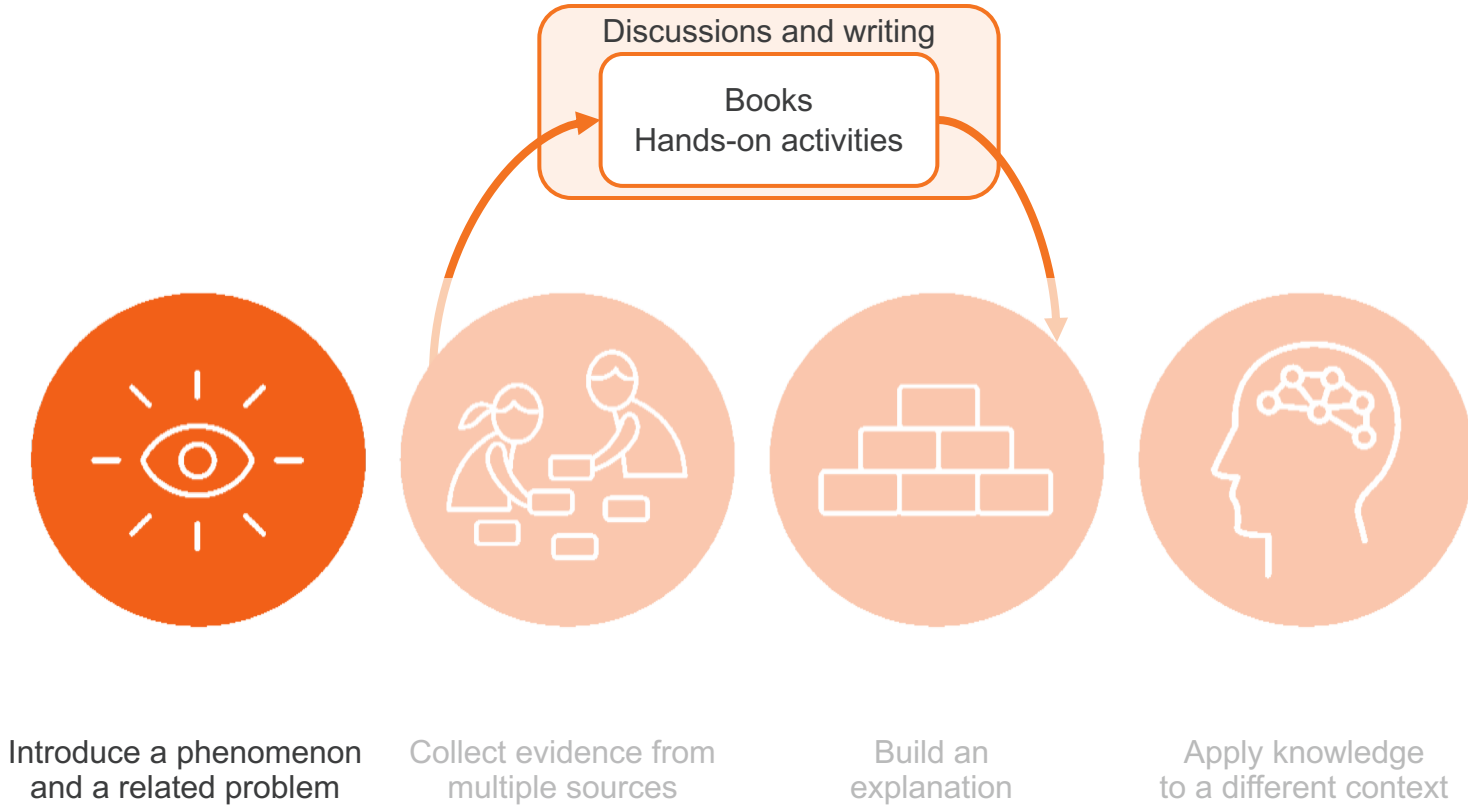 Discussions and writing
Books
Hands-on activities
Introduce a phenomenon
and a related problem
Collect evidence from
multiple sources
Build an
explanation
Apply knowledge
to a different context